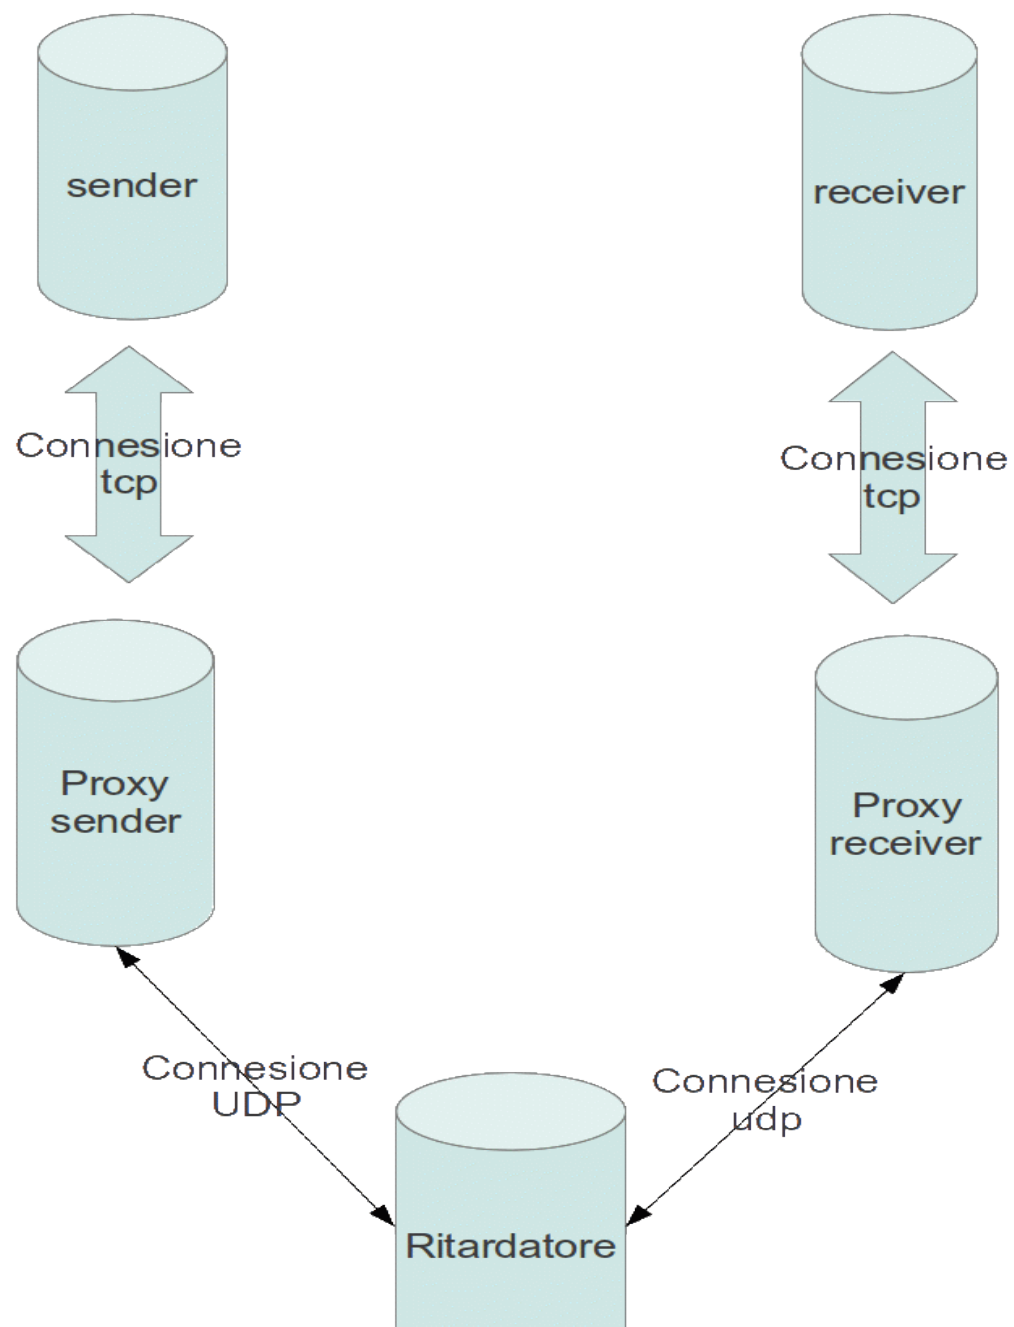 sender
receiver
Connesione
tcp
Connesione
tcp
Proxy
sender
Proxy
receiver
Connesione
UDP
Connesione
udp
Ritardatore